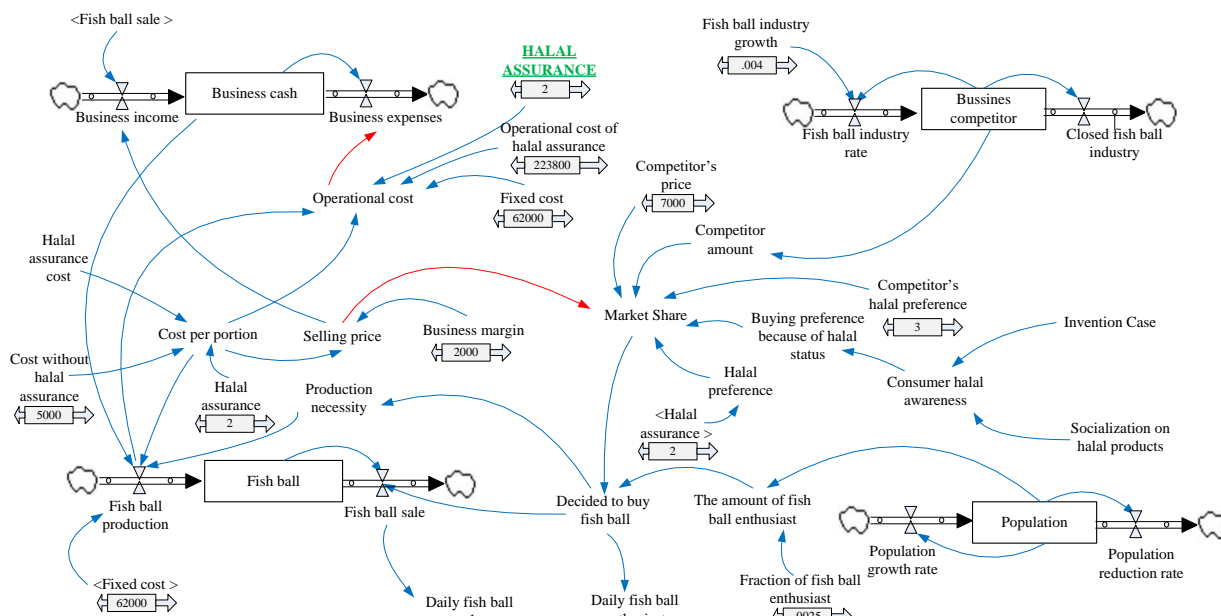 <Fish ball sale >
Business cash
Business income
Business expenses
HALAL
ASSURANCE
2
Operational cost of
halal assurance
223800
Fixed cost
62000
Operational cost
Fish ball industry
growth
.004
Bussines
competitor
Fish ball industry
rate
Closed fish ball
industry
Competitor's
price
7000
Competitor
amount
Halal
assurance
cost
Cost per portion
Selling price
Business margin
2000
Market Share
Competitor's
halal preference
3
Buying preference
because of halal
status
Invention Case
Consumer halal
awareness
Socialization on
halal products
Cost without
halal
assurance
5000
Halal
assurance
2
Production
necessity
Halal
preference
<Halal
assurance >
2
Fish ball
Fish ball
production
Fish ball sale
Decided to buy
fish ball
The amount of fish
ball enthusiast
Population
Population
growth rate
Population
reduction rate
<Fixed cost >
62000
Daily fish ball
Daily fish ball
Fraction of fish ball
enthusiast
.0025